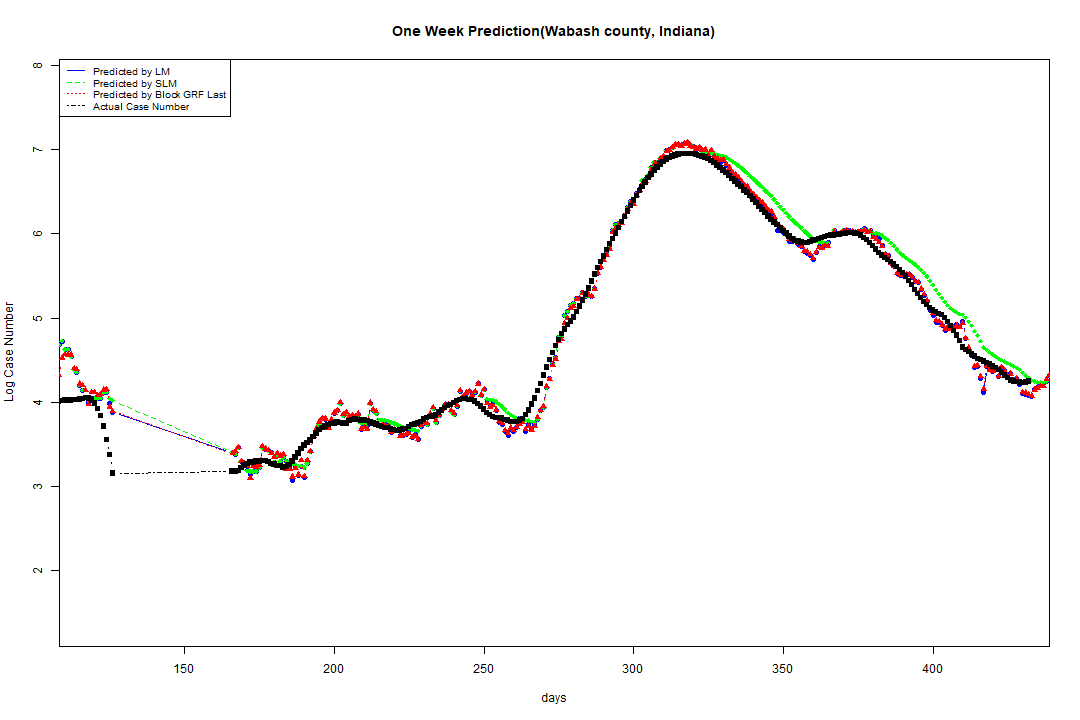 One Week Prediction(Wabash county, Indiana)
Predicted by LM
Predicted by SLM
Predicted by Block GRF Last
Actual Case Number
8
7
6
5
4
3
2
Log Case Number
150 200 250 300 350 400
days